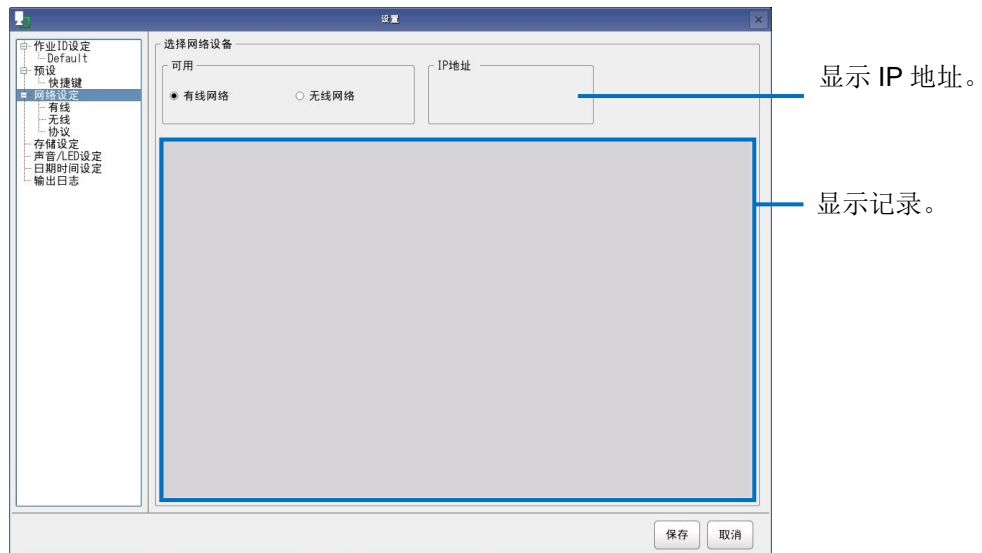 设置
作业ID设定
Default
预设
快捷键
网络设定
有线
无线
协议
存储设定
声音/LED设定
日期时间设定
输出日志
选择网络设备
可用
有线网络
无线网络
IP地址
显示 IP 地址。
显示记录。
保存
取消